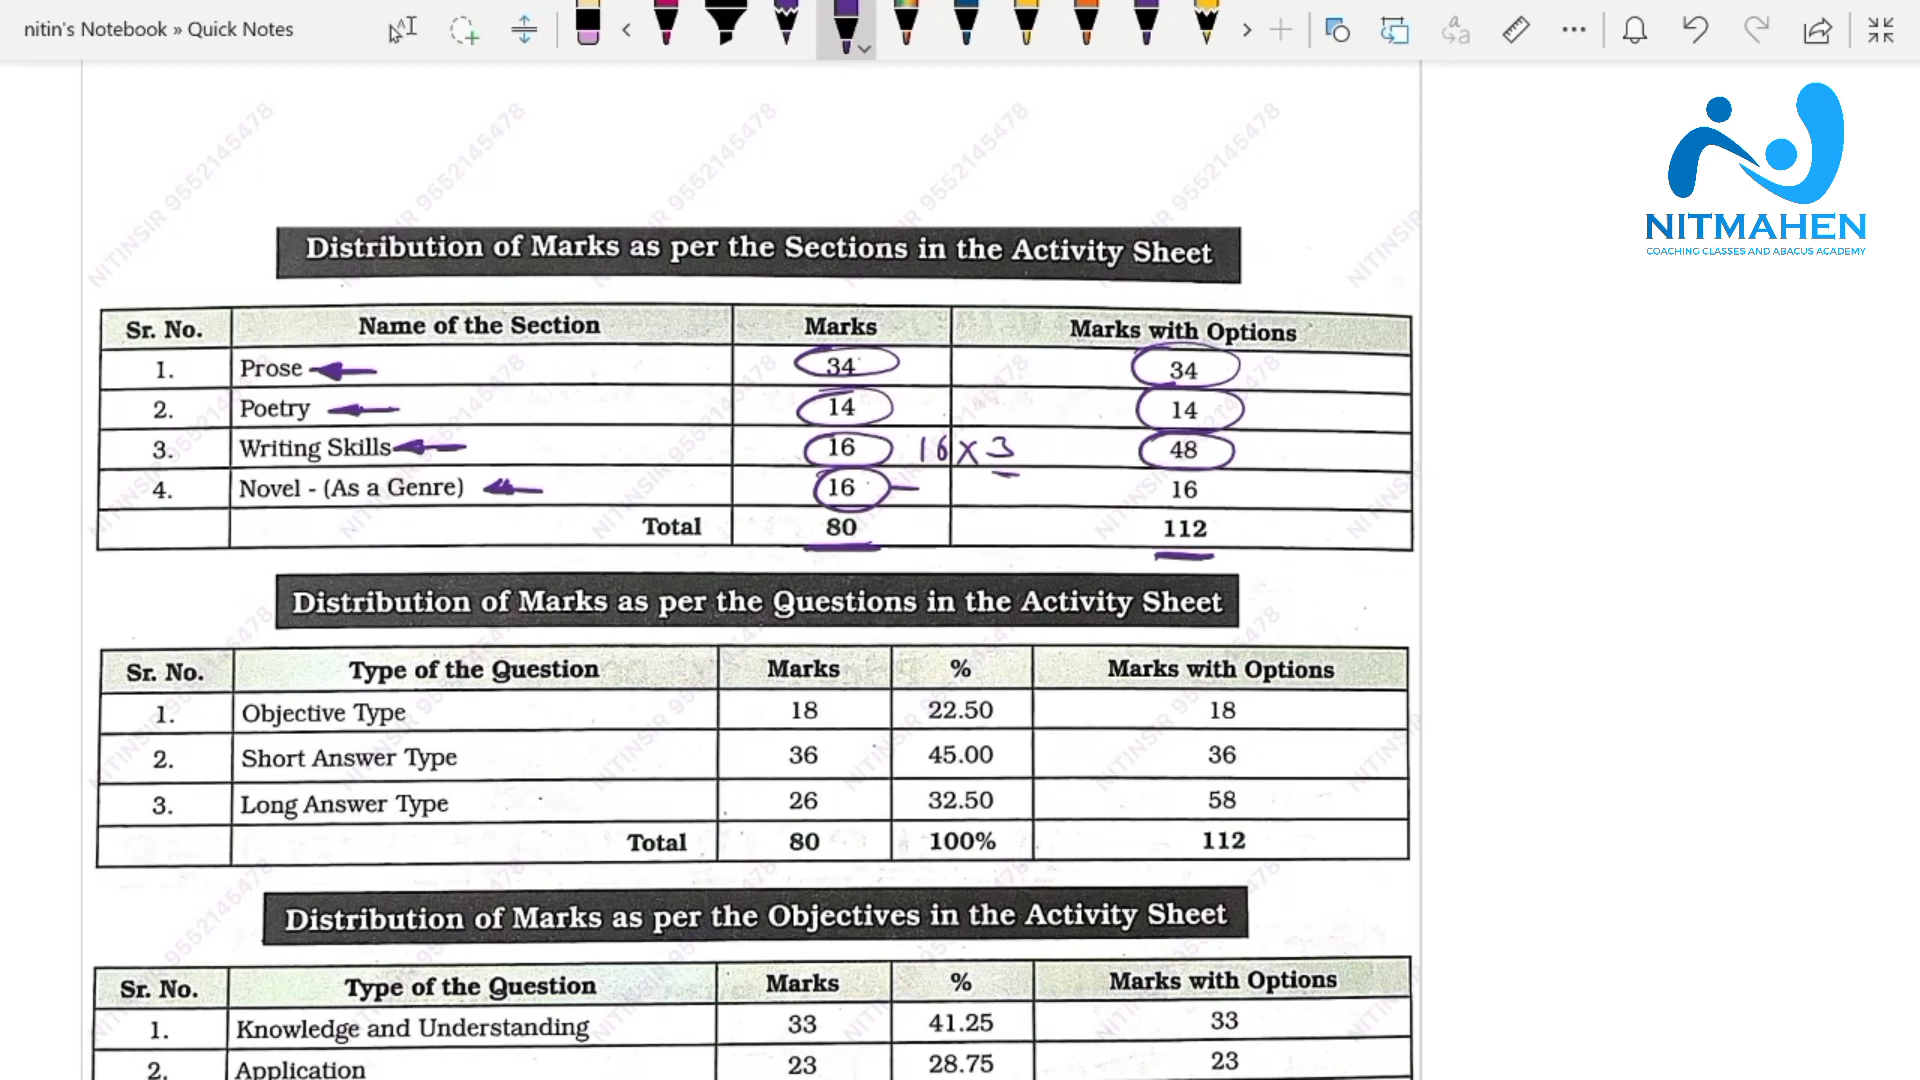 nitin's Notebook » Quick Notes
NITMAHEN
COACHING CLASSES AND ABACUS ACADEMY
Distribution of Marks as per the Sections in the Activity Sheet
Sr. No. Name of the Section Marks Marks with Options
1. Prose 34 34
2. Poetry 14 14
3. Writing Skills 16 16 x 3 48
4. Novel - (As a Genre) 16 16
Total 80 112
Distribution of Marks as per the Questions in the Activity Sheet
Sr. No. Type of the Question Marks % Marks with Options
1. Objective Type 18 22.50 18
2. Short Answer Type 36 45.00 36
3. Long Answer Type 26 32.50 58
Total 80 100% 112
Distribution of Marks as per the Objectives in the Activity Sheet
Sr. No. Type of the Question Marks % Marks with Options
1. Knowledge and Understanding 33 41.25 33
2. Application 23 28.75 23
NITINSIR 9552145478